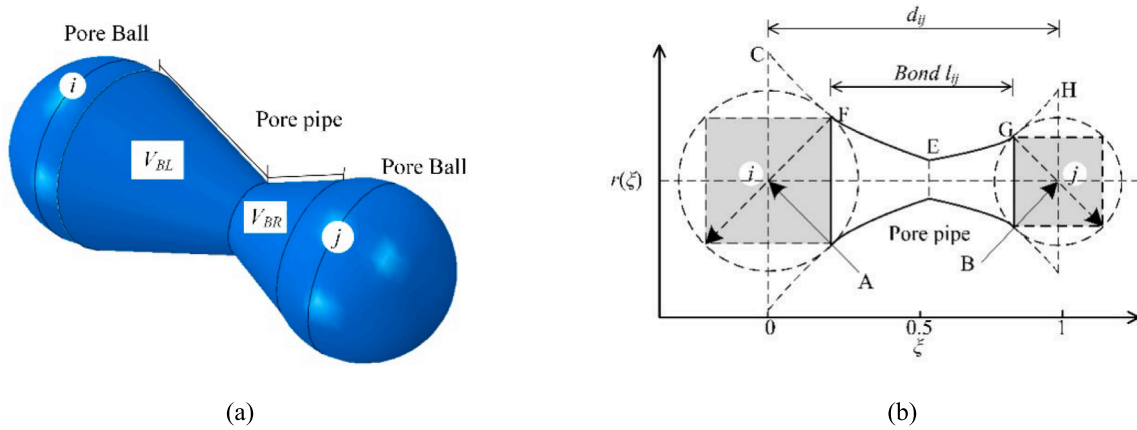 Pore Ball
i
Pore pipe
V_BL
Pore Ball
V_BR
j
(a)
d_ij
C
Bond l_ij
H
F
G
E
i
j
r(ξ)
Pore pipe
A
B
0
0.5
1
ξ
(b)